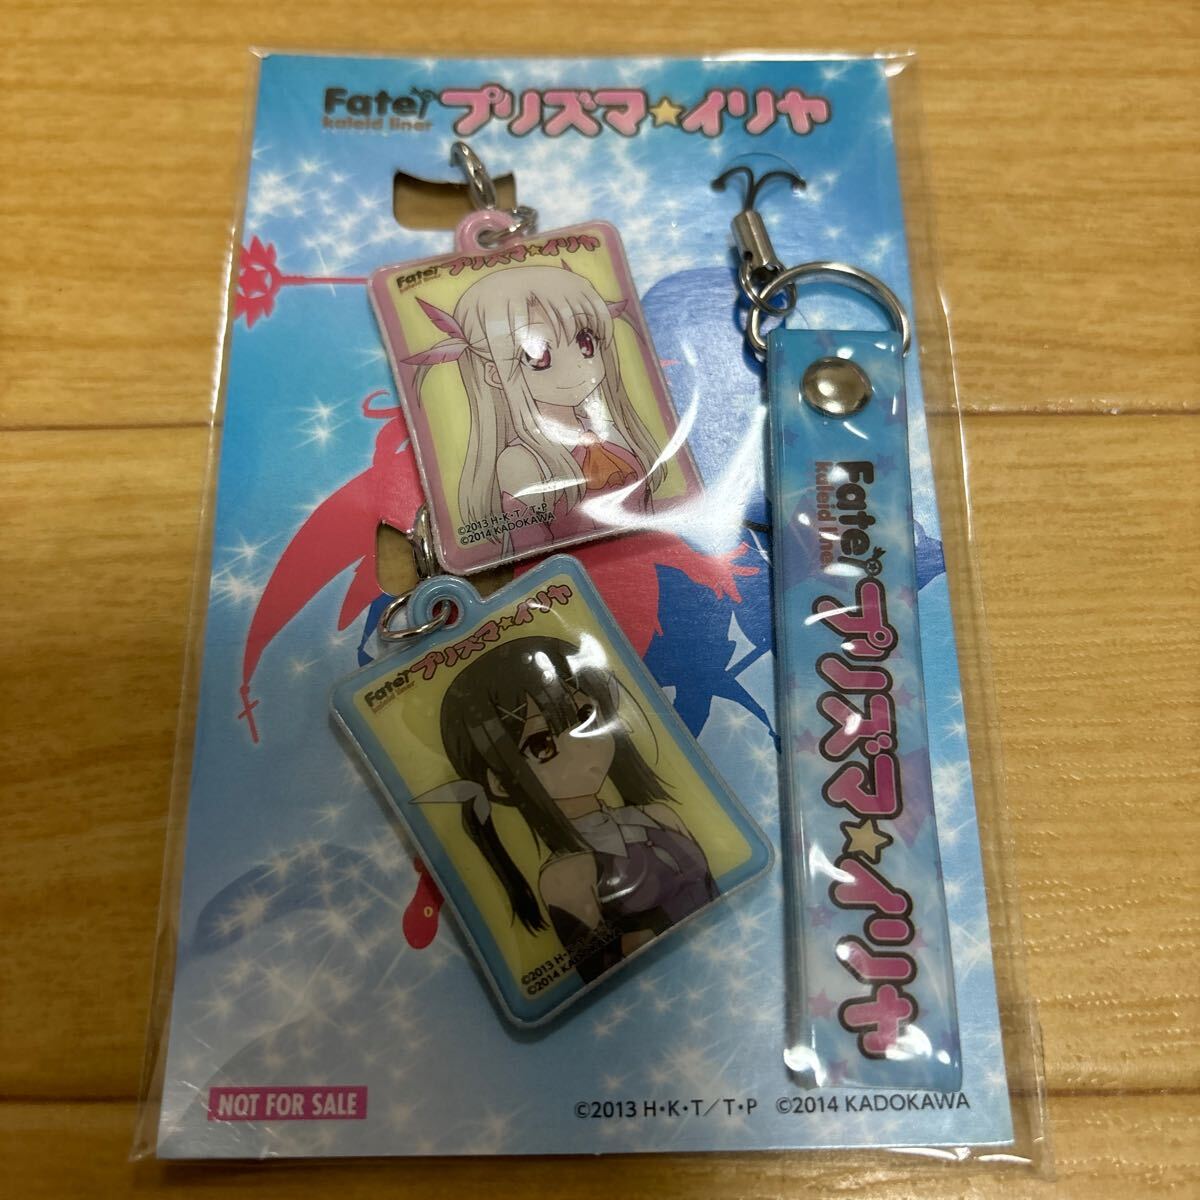 Fate/
kaleid liner
プリズマ☆イリヤ
Fate/
kaleid liner
プリズマ☆イリヤ
©2013 H・K・T／T・P
©2014 KADOKAWA
Fate/
kaleid liner
プリズマ☆イリヤ
©2013 H・K・T
©2014 KADOKAWA
Fate/
kaleid liner
プリズマ☆イリヤ
NOT FOR SALE
©2013 H・K・T／T・P ©2014 KADOKAWA